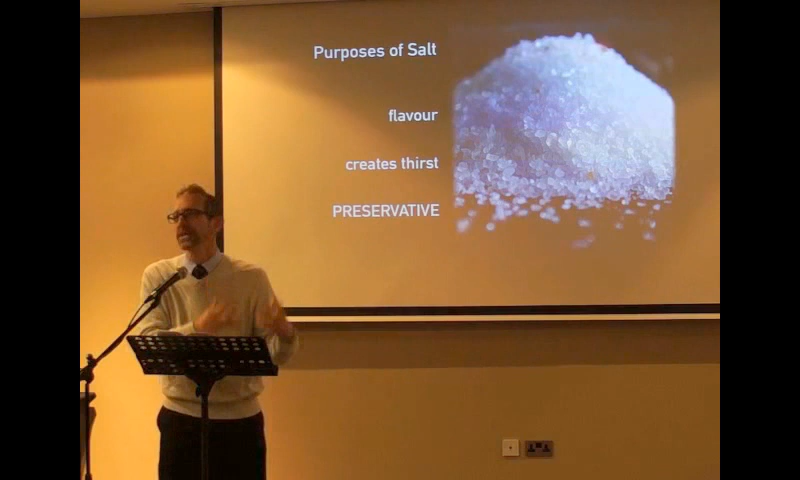 Purposes of Salt
flavour
creates thirst
PRESERVATIVE